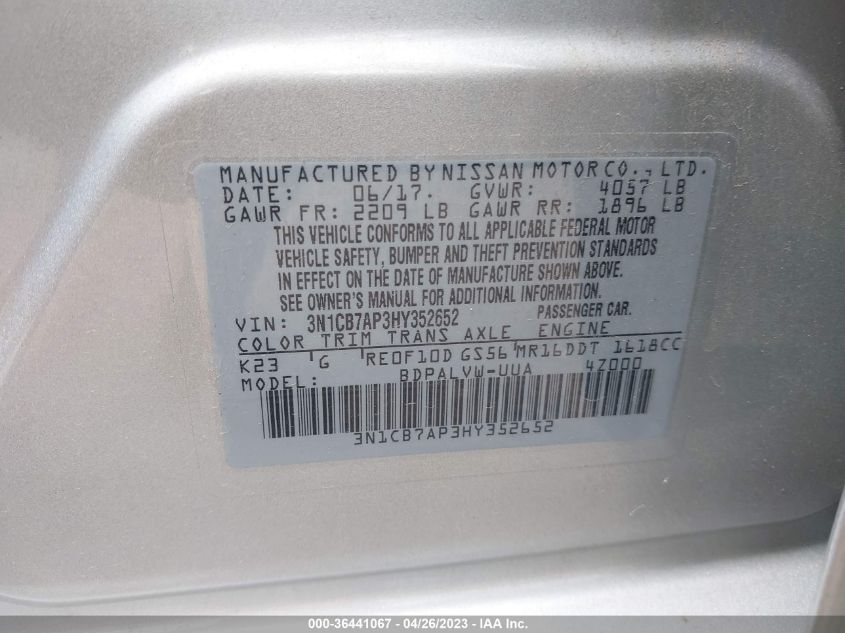 MANUFACTURED BY NISSAN MOTOR CO., LTD.
DATE: 06/17. GVWR: 4057 LB
GAWR FR: 2209 LB GAWR RR: 1896 LB
THIS VEHICLE CONFORMS TO ALL APPLICABLE FEDERAL MOTOR
VEHICLE SAFETY, BUMPER AND THEFT PREVENTION STANDARDS
IN EFFECT ON THE DATE OF MANUFACTURE SHOWN ABOVE.
SEE OWNER'S MANUAL FOR ADDITIONAL INFORMATION.
VIN: 3N1CB7AP3HY352652 PASSENGER CAR.
COLOR TRIM TRANS AXLE ENGINE
K23 G RE0F10D GS56 MR16DDT 1618CC
MODEL: BDPALVW-UUA 4Z000
3N1CB7AP3HY352652
000-36441067 - 04/26/2023 - IAA Inc.